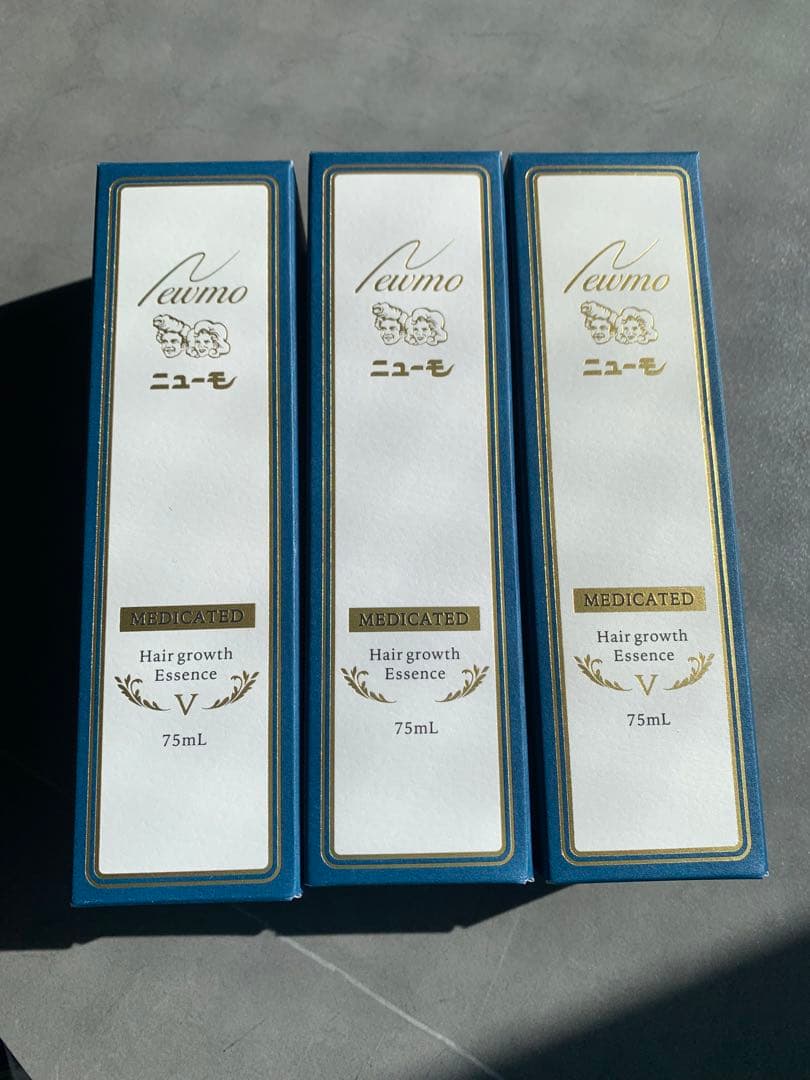 Newmo
ニューモ
MEDICATED
Hair growth
Essence
V
75mL
Newmo
ニューモ
MEDICATED
Hair growth
Essence
75mL
Newmo
ニューモ
MEDICATED
Hair growth
Essence
V
75mL